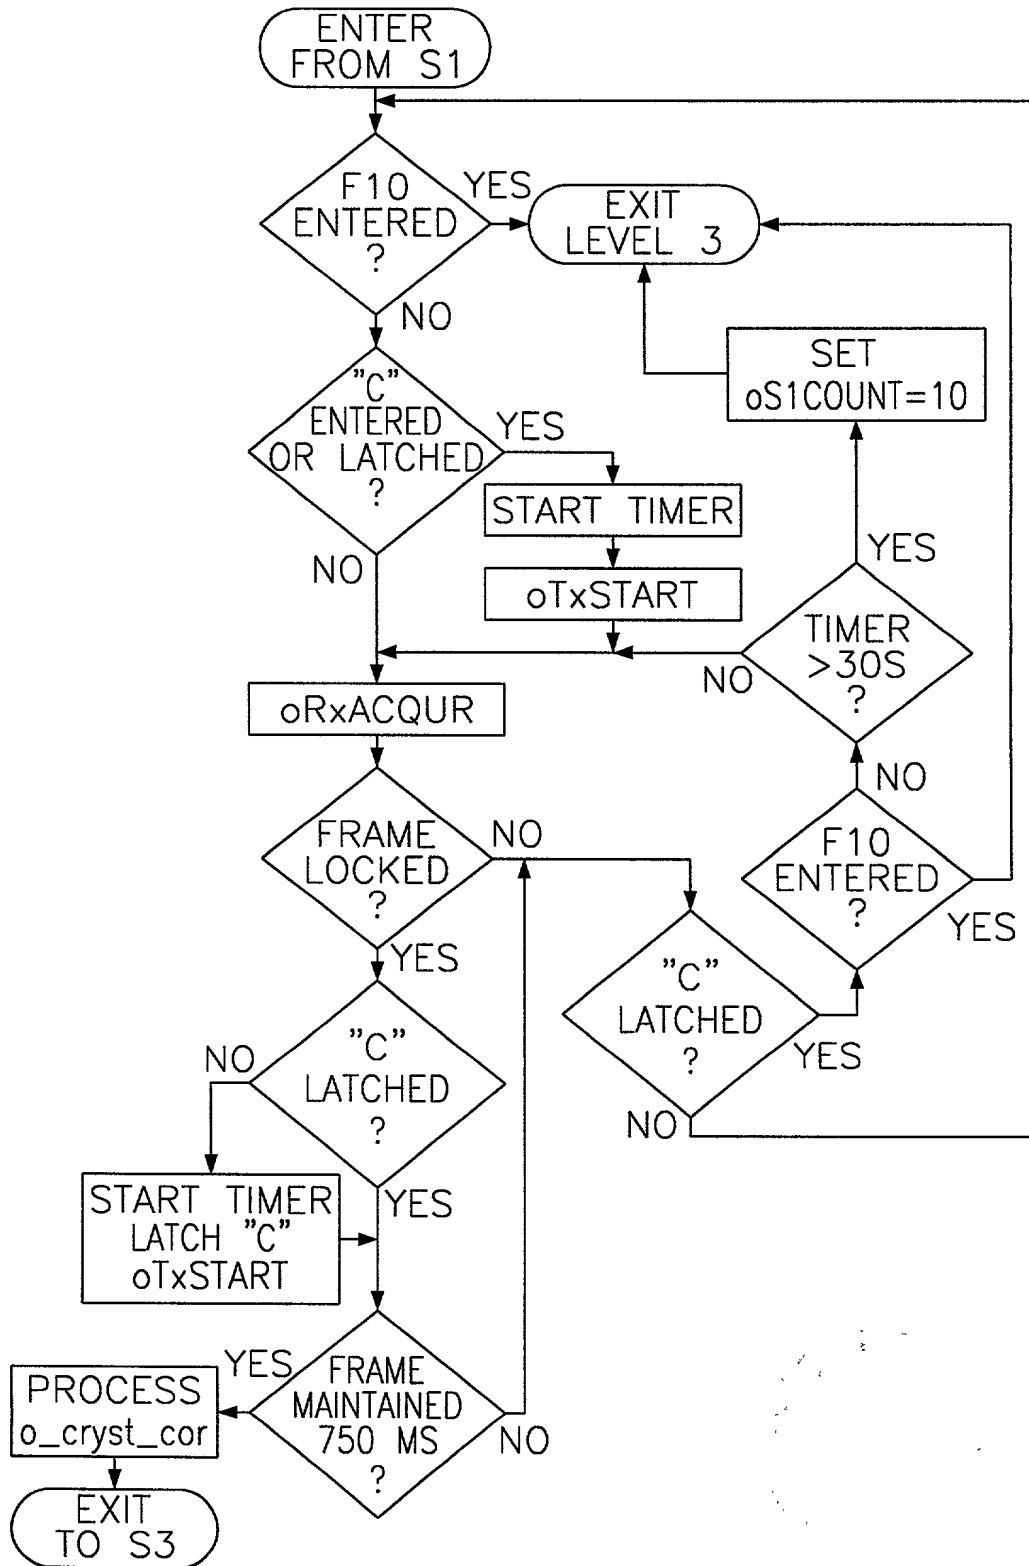 ENTER
FROM S1
F10
ENTERED
?
YES
EXIT
LEVEL 3
NO
"C"
ENTERED
OR LATCHED
?
YES
SET
oS1COUNT=10
START TIMER
NO
YES
oTxSTART
TIMER
>30S
?
NO
oRxACQUR
NO
FRAME
LOCKED
?
NO
F10
ENTERED
?
YES
YES
"C"
LATCHED
?
YES
NO
NO
"C"
LATCHED
?
YES
START TIMER
LATCH "C"
oTxSTART
YES
FRAME
MAINTAINED
750 MS
?
NO
PROCESS
o_cryst_cor
EXIT
TO S3